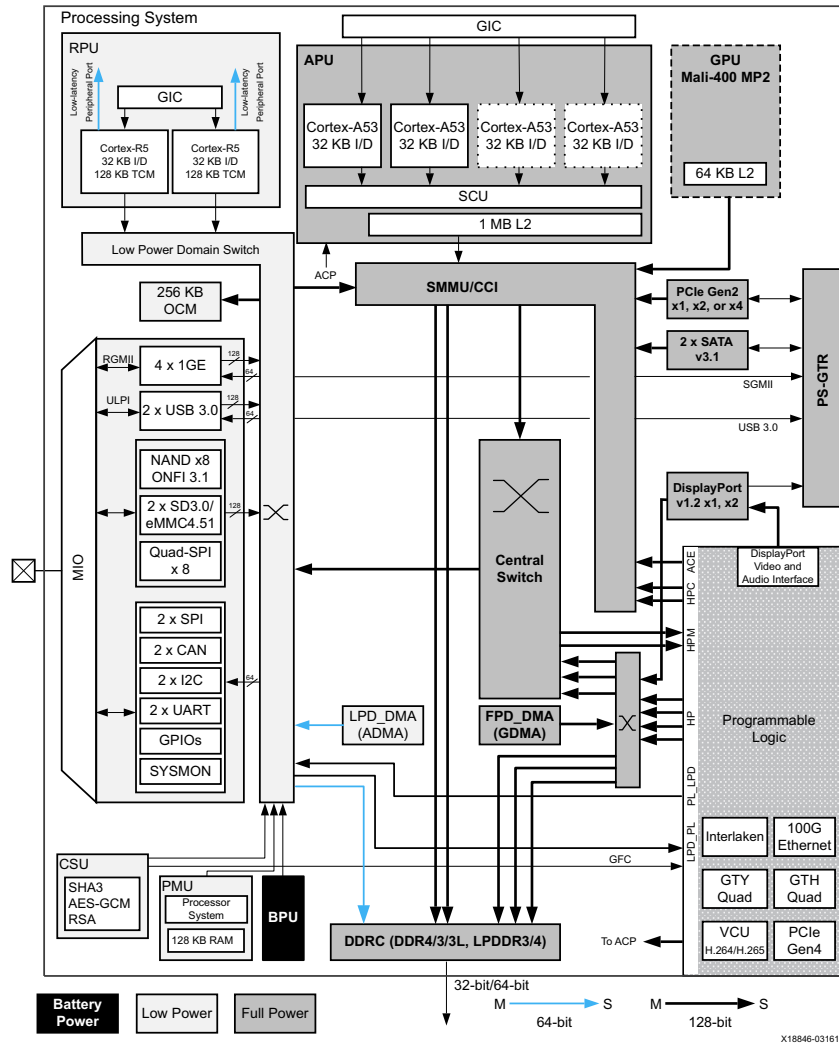 Processing System
RPU
Low-latency
Peripheral Port
Low-latency
Peripheral Port
GIC
Cortex-R5
32 KB I/D
128 KB TCM
Cortex-R5
32 KB I/D
128 KB TCM
GIC
APU
Cortex-A53
32 KB I/D
Cortex-A53
32 KB I/D
Cortex-A53
32 KB I/D
Cortex-A53
32 KB I/D
SCU
1 MB L2
GPU
Mali-400 MP2
64 KB L2
Low Power Domain Switch
ACP
256 KB
OCM
SMMU/CCI
PCIe Gen2
x1, x2, or x4
2 x SATA
v3.1
PS-GTR
SGMII
USB 3.0
MIO
RGMII
4 x 1GE
128
64
ULPI
2 x USB 3.0
128
64
NAND x8
ONFI 3.1
2 x SD3.0/
eMMC4.51
128
Quad-SPI
x 8
2 x SPI
2 x CAN
2 x I2C
64
2 x UART
GPIOs
SYSMON
Central
Switch
DisplayPort
v1.2 x1, x2
DisplayPort
Video and
Audio Interface
ACE
HPC
HPM
HP
PL_LPD
LPD_PL
LPD_DMA
(ADMA)
FPD_DMA
(GDMA)
Programmable
Logic
Interlaken
100G
Ethernet
GTY
Quad
GTH
Quad
VCU
H.264/H.265
PCIe
Gen4
GFC
To ACP
CSU
SHA3
AES-GCM
RSA
PMU
Processor
System
128 KB RAM
BPU
DDRC (DDR4/3/3L, LPDDR3/4)
32-bit/64-bit
Battery
Power
Low Power
Full Power
M
S
64-bit
M
S
128-bit
X18846-03161